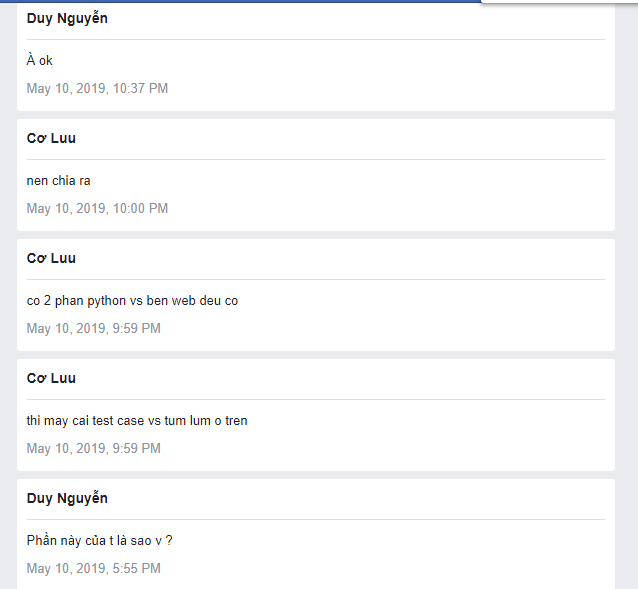 Duy Nguyễn
À ok
May 10, 2019, 10:37 PM
Cơ Luu
nen chia ra
May 10, 2019, 10:00 PM
Cơ Luu
co 2 phan python vs ben web deu co
May 10, 2019, 9:59 PM
Cơ Luu
thi may cai test case vs tum lum o tren
May 10, 2019, 9:59 PM
Duy Nguyễn
Phần này của t là sao v ?
May 10, 2019, 5:55 PM